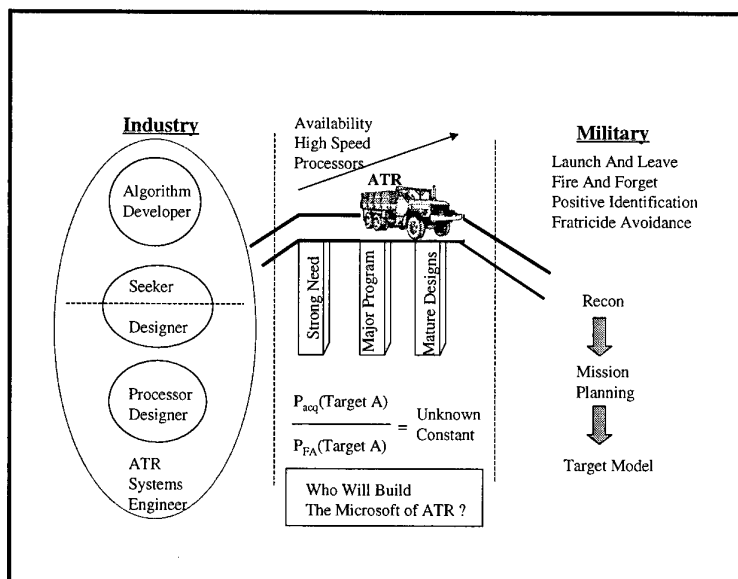 Industry
Algorithm
Developer
Seeker
Designer
Processor
Designer
ATR
Systems
Engineer
Availability
High Speed
Processors
ATR
Strong Need
Major Program
Mature Designs
P_acq(Target A)
P_FA(Target A)
= Unknown
Constant
Who Will Build
The Microsoft of ATR ?
Military
Launch And Leave
Fire And Forget
Positive Identification
Fratricide Avoidance
Recon
Mission
Planning
Target Model